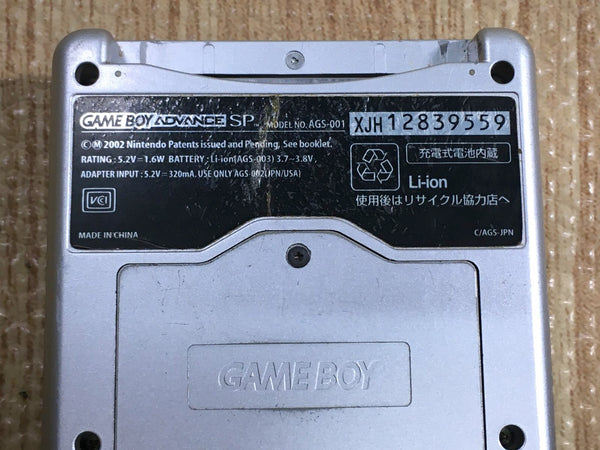 GAME BOY ADVANCE SP™ MODEL NO. AGS-001
XJH12839559
©Ⓜ 2002 Nintendo Patents issued and Pending, See booklet.
RATING : 5.2V⎓1.6W BATTERY : Li-ion(AGS-003) 3.7⎓3.8V,
ADAPTER INPUT : 5.2V⎓320mA. USE ONLY AGS-002(JPN/USA)
VCI
MADE IN CHINA
充電式電池内蔵
Li-ion
使用後はリサイクル協力店へ
C/AGS-JPN
GAME BOY